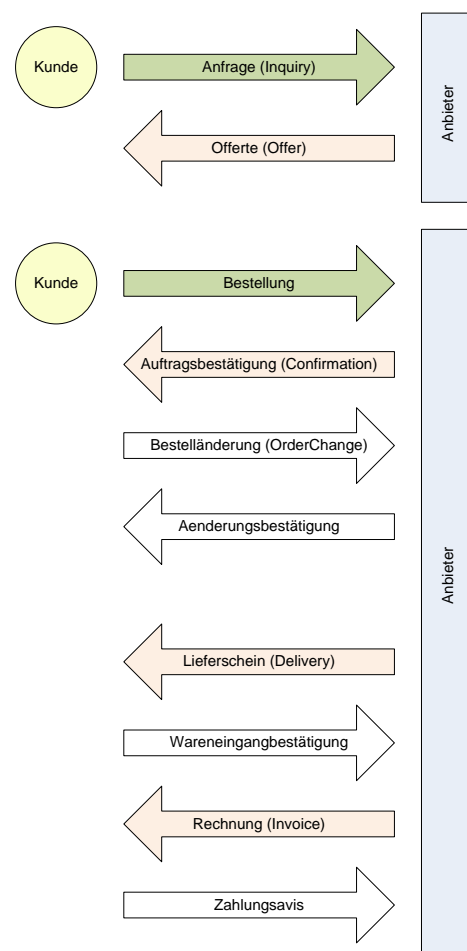 Kunde
Anfrage (Inquiry)
Anbieter
Offerte (Offer)
Kunde
Bestellung
Auftragsbestätigung (Confirmation)
Bestelländerung (OrderChange)
Aenderungsbestätigung
Anbieter
Lieferschein (Delivery)
Wareneingangbestätigung
Rechnung (Invoice)
Zahlungsavis